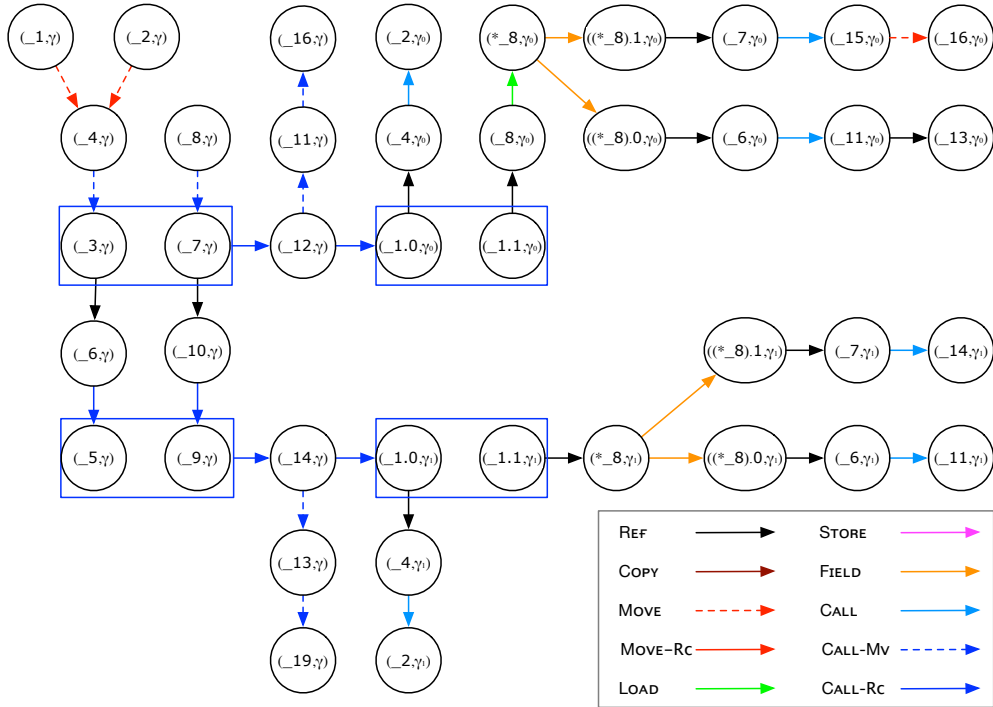 (_1,γ) (_2,γ) (_16,γ) (_2,γ₀) (*_8,γ₀) ((*_8).1,γ₀) (_7,γ₀) (_15,γ₀) (_16,γ₀)
(_4,γ) (_8,γ) (_11,γ) (_4,γ₀) (_8,γ₀) ((*_8).0,γ₀) (_6,γ₀) (_11,γ₀) (_13,γ₀)
(_3,γ) (_7,γ) (_12,γ) (_1.0,γ₀) (_1.1,γ₀)
(_6,γ) (_10,γ) ((*_8).1,γ₁) (_7,γ₁) (_14,γ₁)
(_5,γ) (_9,γ) (_14,γ) (_1.0,γ₁) (_1.1,γ₁) (*_8,γ₁) ((*_8).0,γ₁) (_6,γ₁) (_11,γ₁)
(_13,γ) (_4,γ₁)
(_19,γ) (_2,γ₁)
REF STORE
COPY FIELD
MOVE CALL
MOVE-RC CALL-MV
LOAD CALL-RC